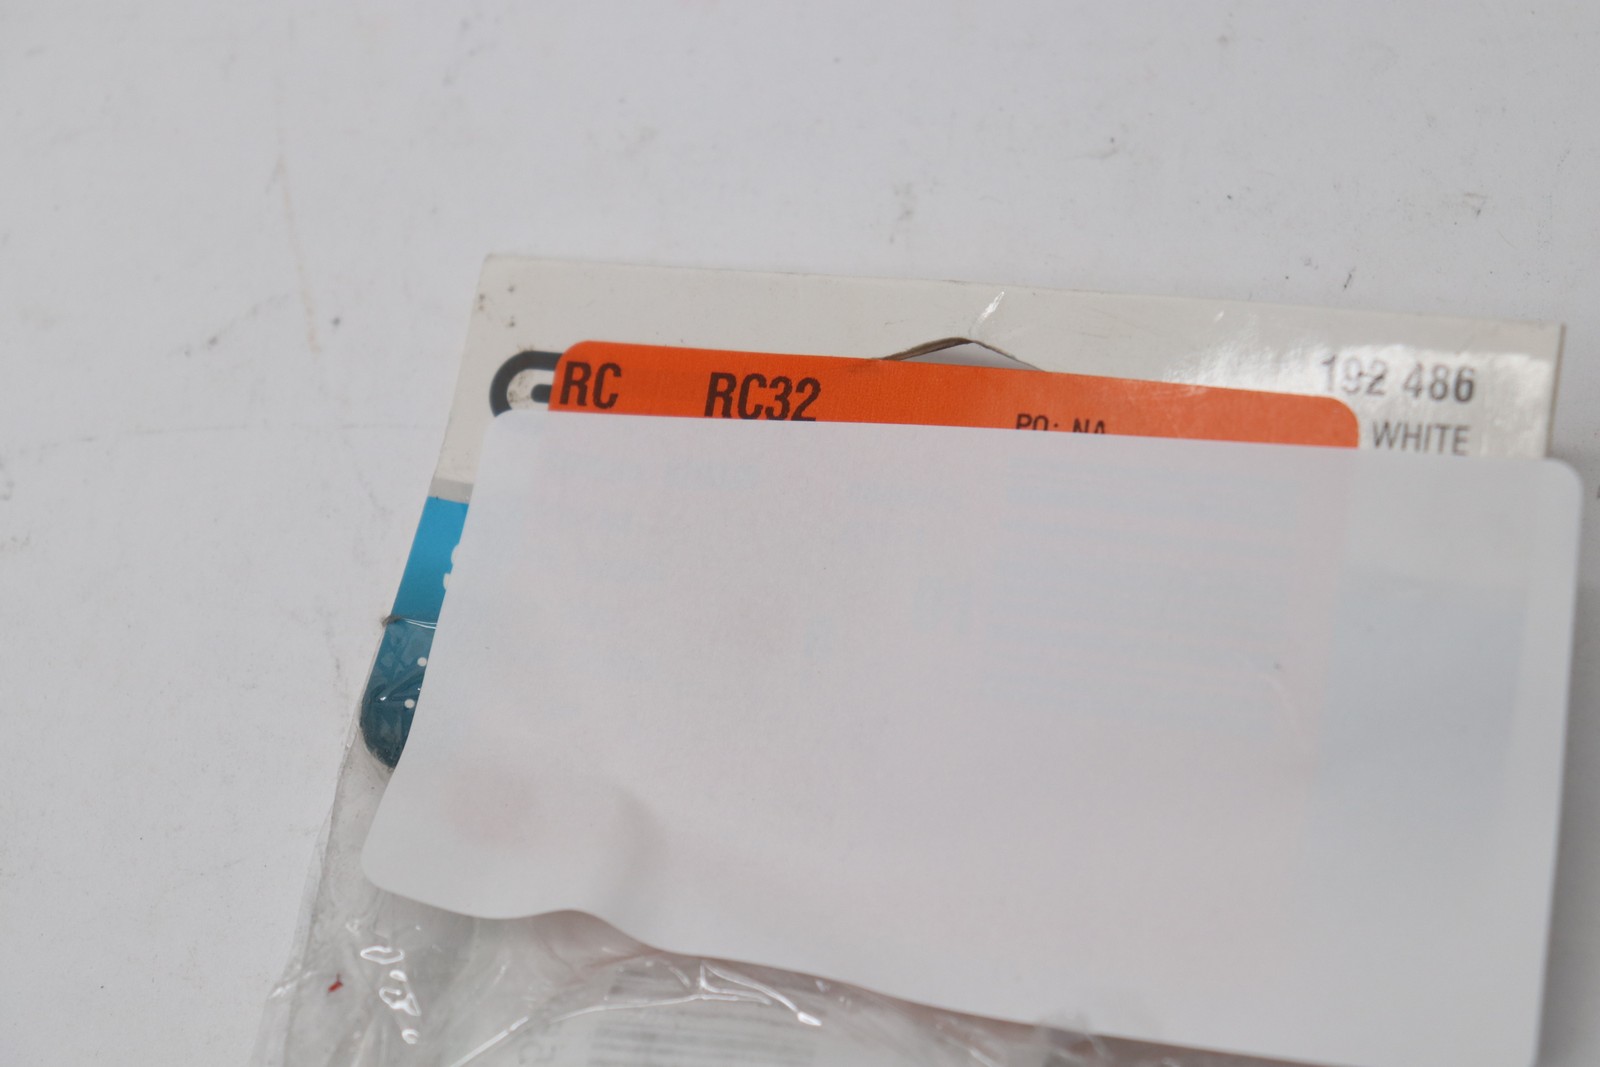 RC RC32
PO: NA
192 486
WHITE